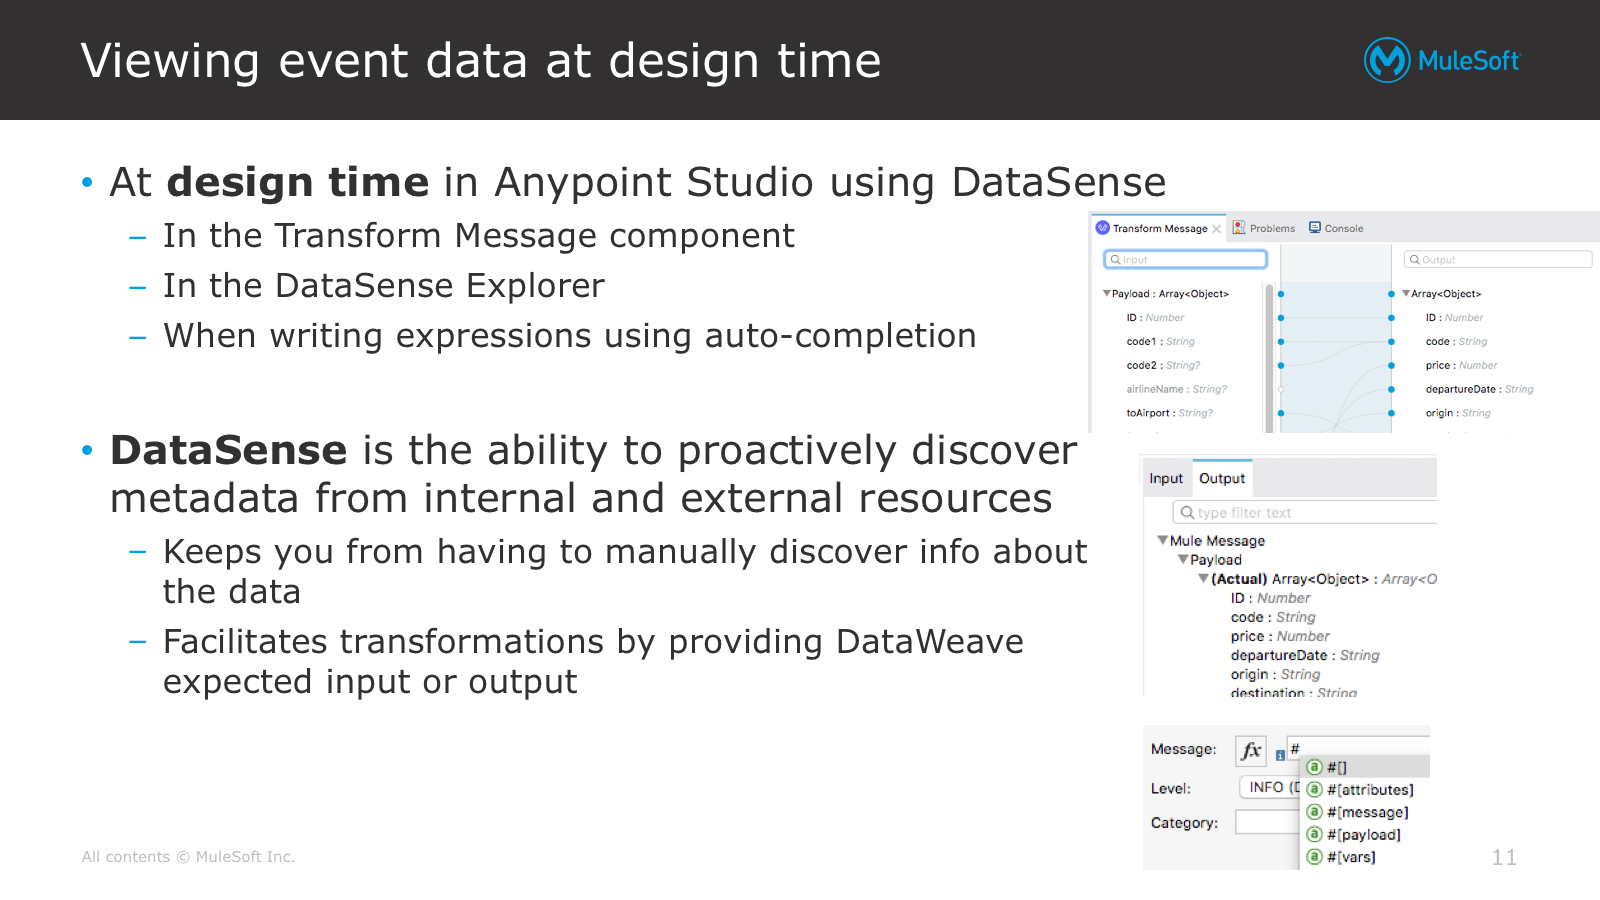 Viewing event data at design time
MuleSoft
• At design time in Anypoint Studio using DataSense
– In the Transform Message component
– In the DataSense Explorer
– When writing expressions using auto-completion
• DataSense is the ability to proactively discover
metadata from internal and external resources
– Keeps you from having to manually discover info about
the data
– Facilitates transformations by providing DataWeave
expected input or output
Transform Message Problems Console
Input Output
Payload : Array<Object> Array<Object>
ID : Number ID : Number
code1 : String code : String
code2 : String? price : Number
airlineName : String? departureDate : String
toAirport : String? origin : String
Input Output
type filter text
Mule Message
Payload
(Actual) Array<Object> : Array<O
ID : Number
code : String
price : Number
departureDate : String
origin : String
destination : String
Message: fx i #
a #[]
Level: INFO (D
a #[attributes]
a #[message]
Category:
a #[payload]
a #[vars]
All contents © MuleSoft Inc.
11